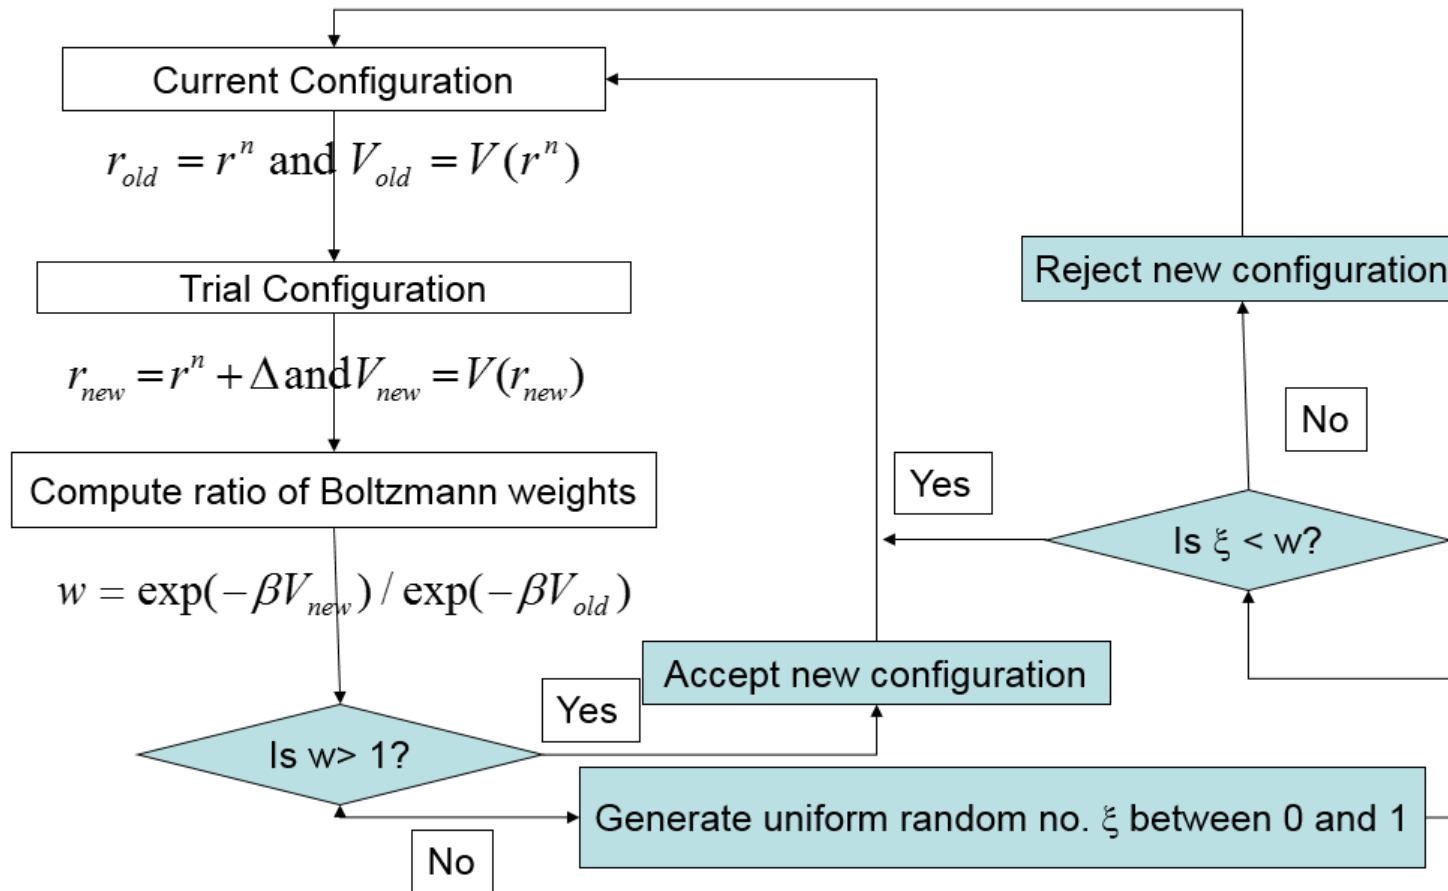 Current Configuration
r_old = r^n and V_old = V(r^n)
Trial Configuration
r_new = r^n + Δ and V_new = V(r_new)
Compute ratio of Boltzmann weights
w = exp(−βV_new) / exp(−βV_old)
Is w> 1?
Yes
No
Accept new configuration
Generate uniform random no. ξ between 0 and 1
Is ξ < w?
Yes
No
Reject new configuration